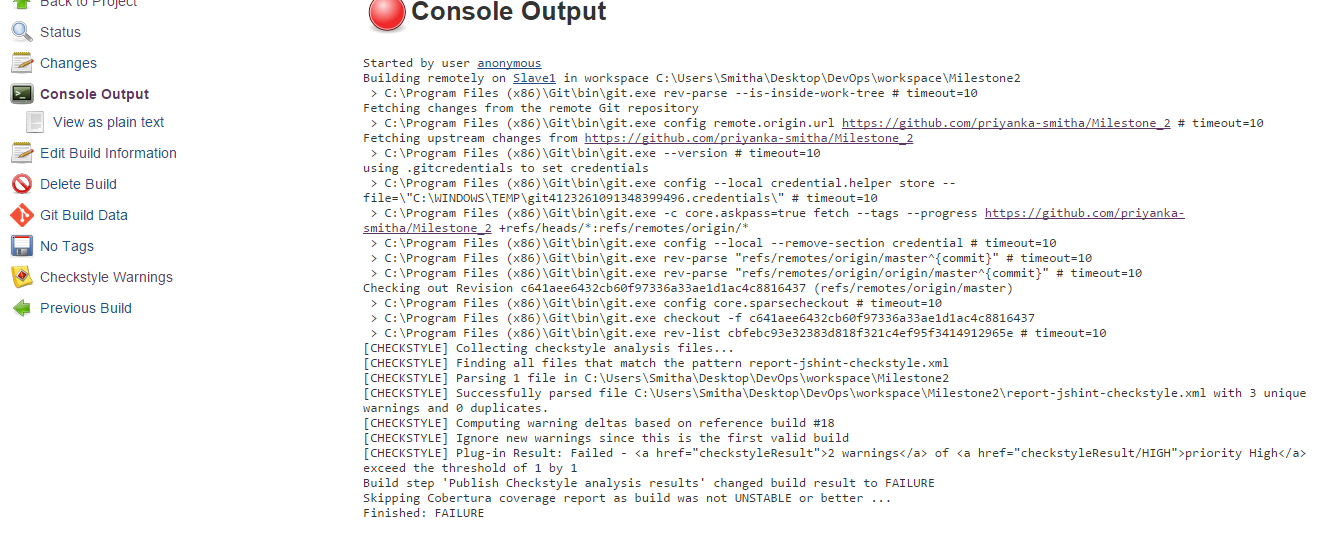 Back to Project
Status
Changes
Console Output
View as plain text
Edit Build Information
Delete Build
Git Build Data
No Tags
Checkstyle Warnings
Previous Build
Console Output
Started by user anonymous
Building remotely on Slave1 in workspace C:\Users\Smitha\Desktop\DevOps\workspace\Milestone2
> C:\Program Files (x86)\Git\bin\git.exe rev-parse --is-inside-work-tree # timeout=10
Fetching changes from the remote Git repository
> C:\Program Files (x86)\Git\bin\git.exe config remote.origin.url https://github.com/priyanka-smitha/Milestone_2 # timeout=10
Fetching upstream changes from https://github.com/priyanka-smitha/Milestone_2
> C:\Program Files (x86)\Git\bin\git.exe --version # timeout=10
using .gitcredentials to set credentials
> C:\Program Files (x86)\Git\bin\git.exe config --local credential.helper store --
file=\"C:\WINDOWS\TEMP\git4123261091348399496.credentials\" # timeout=10
> C:\Program Files (x86)\Git\bin\git.exe -c core.askpass=true fetch --tags --progress https://github.com/priyanka-
smitha/Milestone_2 +refs/heads/*:refs/remotes/origin/*
> C:\Program Files (x86)\Git\bin\git.exe config --local --remove-section credential # timeout=10
> C:\Program Files (x86)\Git\bin\git.exe rev-parse "refs/remotes/origin/master^{commit}" # timeout=10
> C:\Program Files (x86)\Git\bin\git.exe rev-parse "refs/remotes/origin/origin/master^{commit}" # timeout=10
Checking out Revision c641aee6432cb60f97336a33ae1d1ac4c8816437 (refs/remotes/origin/master)
> C:\Program Files (x86)\Git\bin\git.exe config core.sparsecheckout # timeout=10
> C:\Program Files (x86)\Git\bin\git.exe checkout -f c641aee6432cb60f97336a33ae1d1ac4c8816437
> C:\Program Files (x86)\Git\bin\git.exe rev-list cbfebc93e32383d818f321c4ef95f3414912965e # timeout=10
[CHECKSTYLE] Collecting checkstyle analysis files...
[CHECKSTYLE] Finding all files that match the pattern report-jshint-checkstyle.xml
[CHECKSTYLE] Parsing 1 file in C:\Users\Smitha\Desktop\DevOps\workspace\Milestone2
[CHECKSTYLE] Successfully parsed file C:\Users\Smitha\Desktop\DevOps\workspace\Milestone2\report-jshint-checkstyle.xml with 3 unique
warnings and 0 duplicates.
[CHECKSTYLE] Computing warning deltas based on reference build #18
[CHECKSTYLE] Ignore new warnings since this is the first valid build
[CHECKSTYLE] Plug-in Result: Failed - <a href="checkstyleResult">2 warnings</a> of <a href="checkstyleResult/HIGH">priority High</a>
exceed the threshold of 1 by 1
Build step 'Publish Checkstyle analysis results' changed build result to FAILURE
Skipping Cobertura coverage report as build was not UNSTABLE or better ...
Finished: FAILURE